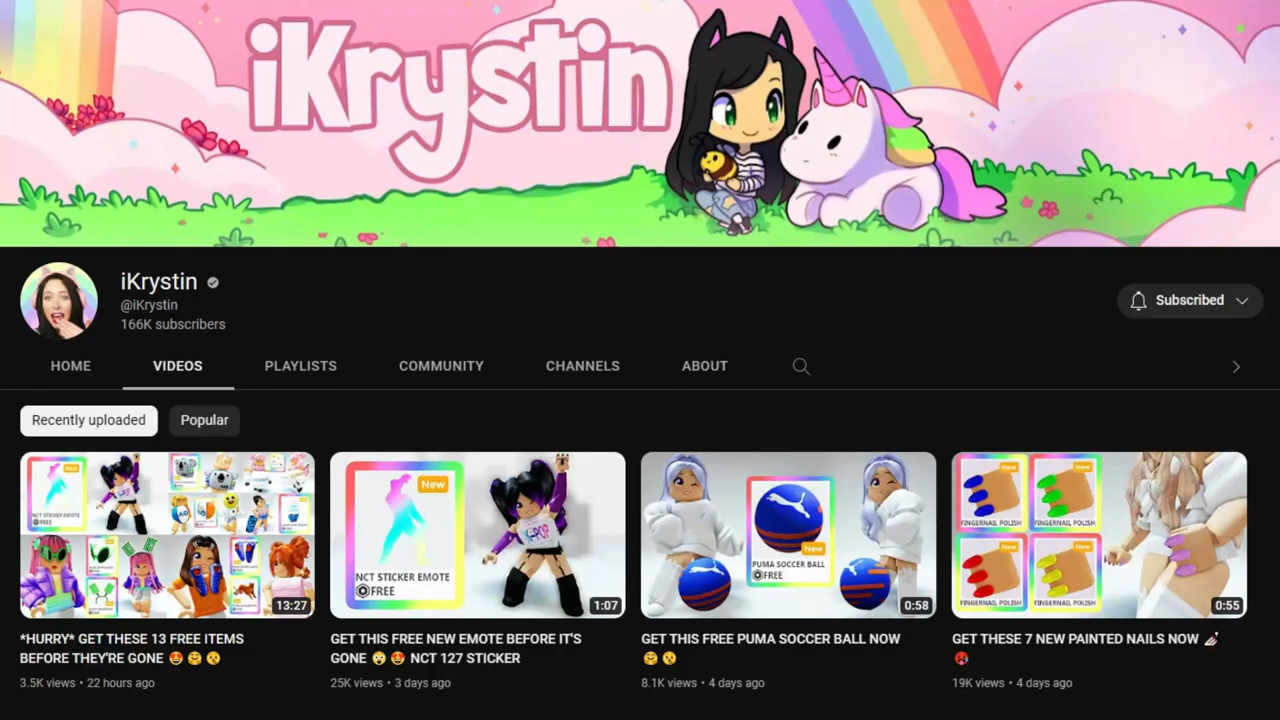 iKrystin
iKrystin
@iKrystin
166K subscribers
Subscribed
HOME
VIDEOS
PLAYLISTS
COMMUNITY
CHANNELS
ABOUT
Recently uploaded
Popular
New
NCT STICKER EMOTE
FREE
13:27
New
NCT STICKER EMOTE
FREE
K-POP
1:07
New
PUMA SOCCER BALL
FREE
0:58
New
FINGERNAIL POLISH
New
FINGERNAIL POLISH
New
FINGERNAIL POLISH
New
FINGERNAIL POLISH
0:55
*HURRY* GET THESE 13 FREE ITEMS
BEFORE THEY'RE GONE 🤩 🤗 😮
3.5K views • 22 hours ago
GET THIS FREE NEW EMOTE BEFORE IT'S
GONE 😲 🤩 NCT 127 STICKER
25K views • 3 days ago
GET THIS FREE PUMA SOCCER BALL NOW
🤗 😮
8.1K views • 4 days ago
GET THESE 7 NEW PAINTED NAILS NOW 💅🏻
🥵
19K views • 4 days ago